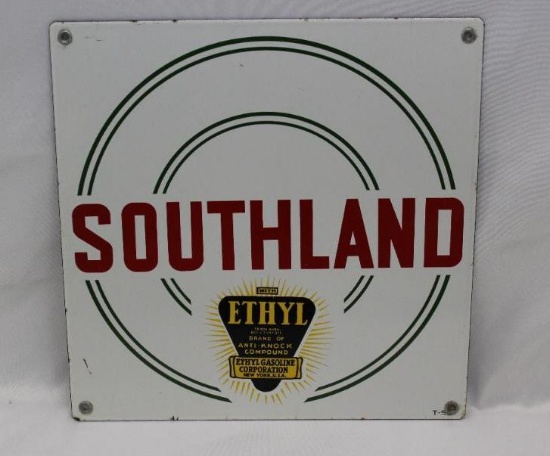 SOUTHLAND
WITH
ETHYL
BRAND OF
ANTI-KNOCK
COMPOUND
ETHYL GASOLINE
CORPORATION
NEW YORK, U.S.A.